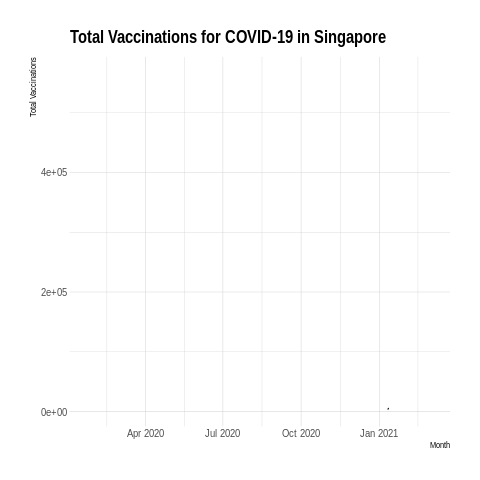 Total Vaccinations for COVID-19 in Singapore
Total Vaccinations
4e+05
2e+05
0e+00
Apr 2020
Jul 2020
Oct 2020
Jan 2021
Month